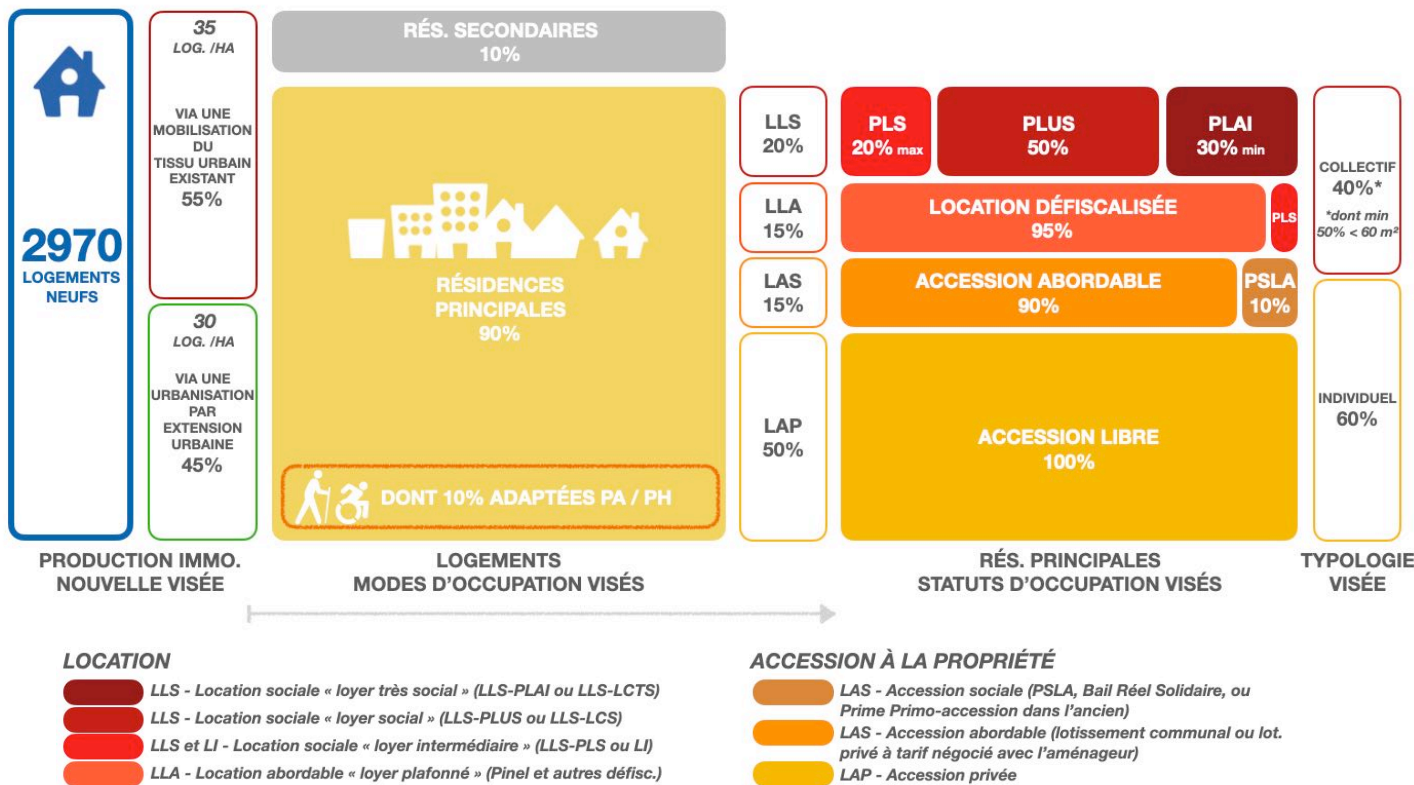 2970
LOGEMENTS
NEUFS
35
LOG. /HA
VIA UNE
MOBILISATION
DU
TISSU URBAIN
EXISTANT
55%
30
LOG. /HA
VIA UNE
URBANISATION
PAR
EXTENSION
URBAINE
45%
RÉS. SECONDAIRES
10%
RÉSIDENCES
PRINCIPALES
90%
DONT 10% ADAPTÉES PA / PH
LLS
20%
LLA
15%
LAS
15%
LAP
50%
PLS
20% max
PLUS
50%
PLAI
30% min
LOCATION DÉFISCALISÉE
95%
PLS
ACCESSION ABORDABLE
90%
PSLA
10%
ACCESSION LIBRE
100%
COLLECTIF
40%*
*dont min
50% < 60 m²
INDIVIDUEL
60%
PRODUCTION IMMO.
NOUVELLE VISÉE
LOGEMENTS
MODES D'OCCUPATION VISÉS
RÉS. PRINCIPALES
STATUTS D'OCCUPATION VISÉS
TYPOLOGIE
VISÉE
LOCATION
LLS - Location sociale « loyer très social » (LLS-PLAI ou LLS-LCTS)
LLS - Location sociale « loyer social » (LLS-PLUS ou LLS-LCS)
LLS et LI - Location sociale « loyer intermédiaire » (LLS-PLS ou LI)
LLA - Location abordable « loyer plafonné » (Pinel et autres défisc.)
ACCESSION À LA PROPRIÉTÉ
LAS - Accession sociale (PSLA, Bail Réel Solidaire, ou
Prime Primo-accession dans l'ancien)
LAS - Accession abordable (lotissement communal ou lot.
privé à tarif négocié avec l'aménageur)
LAP - Accession privée